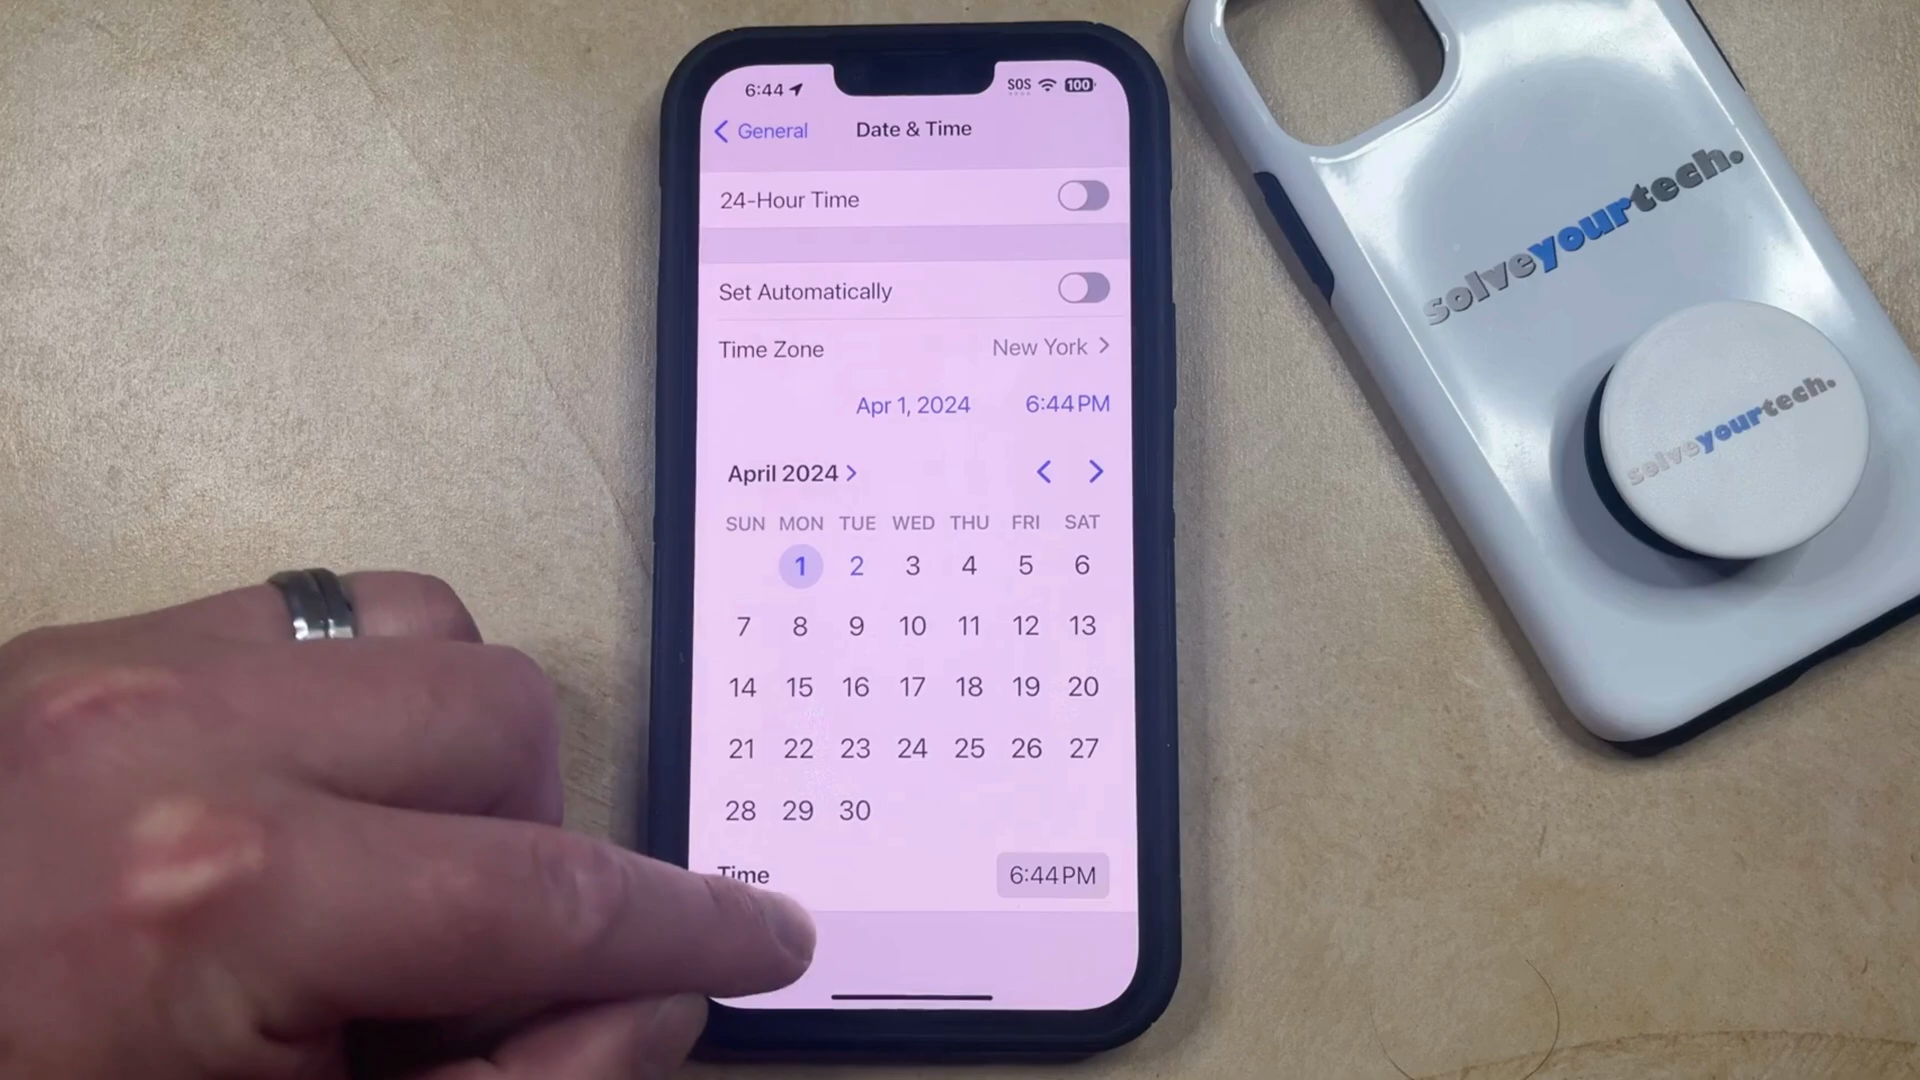 6:44
SOS 100
General
Date & Time
24-Hour Time
Set Automatically
Time Zone
New York
Apr 1, 2024 6:44 PM
April 2024
SUN MON TUE WED THU FRI SAT
1 2 3 4 5 6
7 8 9 10 11 12 13
14 15 16 17 18 19 20
21 22 23 24 25 26 27
28 29 30
Time
6:44 PM
solveyourtech.
solveyourtech.